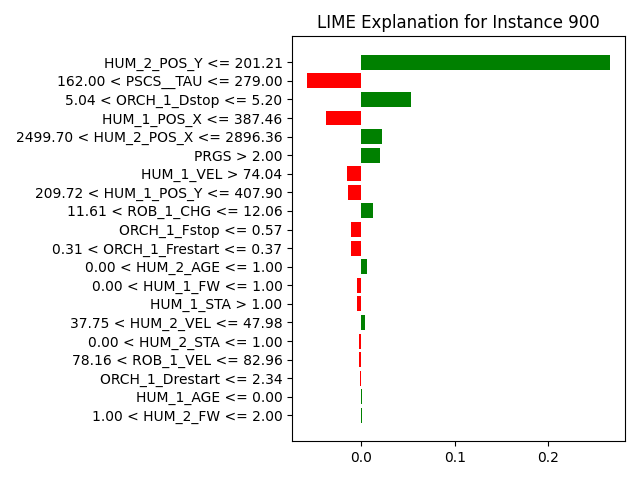 LIME Explanation for Instance 900
HUM_2_POS_Y <= 201.21
162.00 < PSCS__TAU <= 279.00
5.04 < ORCH_1_Dstop <= 5.20
HUM_1_POS_X <= 387.46
2499.70 < HUM_2_POS_X <= 2896.36
PRGS > 2.00
HUM_1_VEL > 74.04
209.72 < HUM_1_POS_Y <= 407.90
11.61 < ROB_1_CHG <= 12.06
ORCH_1_Fstop <= 0.57
0.31 < ORCH_1_Frestart <= 0.37
0.00 < HUM_2_AGE <= 1.00
0.00 < HUM_1_FW <= 1.00
HUM_1_STA > 1.00
37.75 < HUM_2_VEL <= 47.98
0.00 < HUM_2_STA <= 1.00
78.16 < ROB_1_VEL <= 82.96
ORCH_1_Drestart <= 2.34
HUM_1_AGE <= 0.00
1.00 < HUM_2_FW <= 2.00
0.0 0.1 0.2